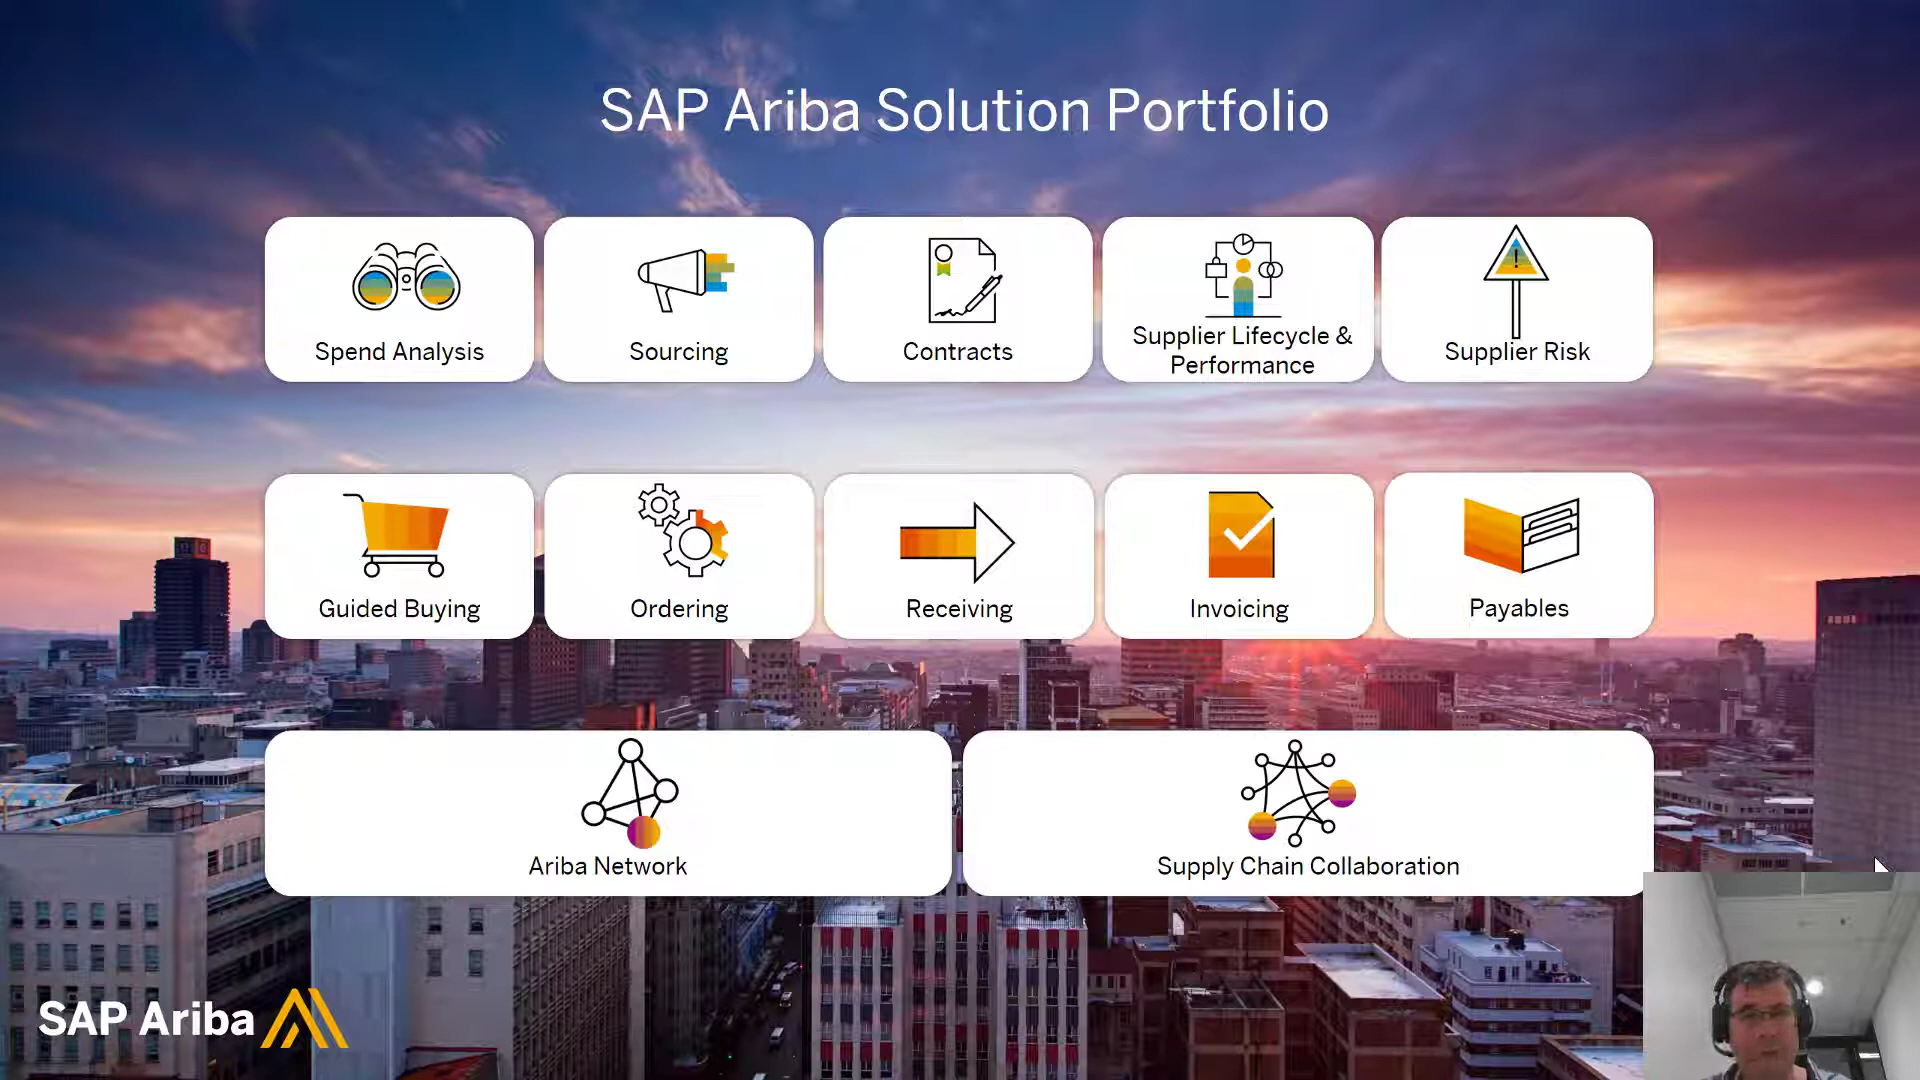 SAP Ariba Solution Portfolio
Spend Analysis
Sourcing
Contracts
Supplier Lifecycle &
Performance
Supplier Risk
Guided Buying
Ordering
Receiving
Invoicing
Payables
Ariba Network
Supply Chain Collaboration
SAP Ariba